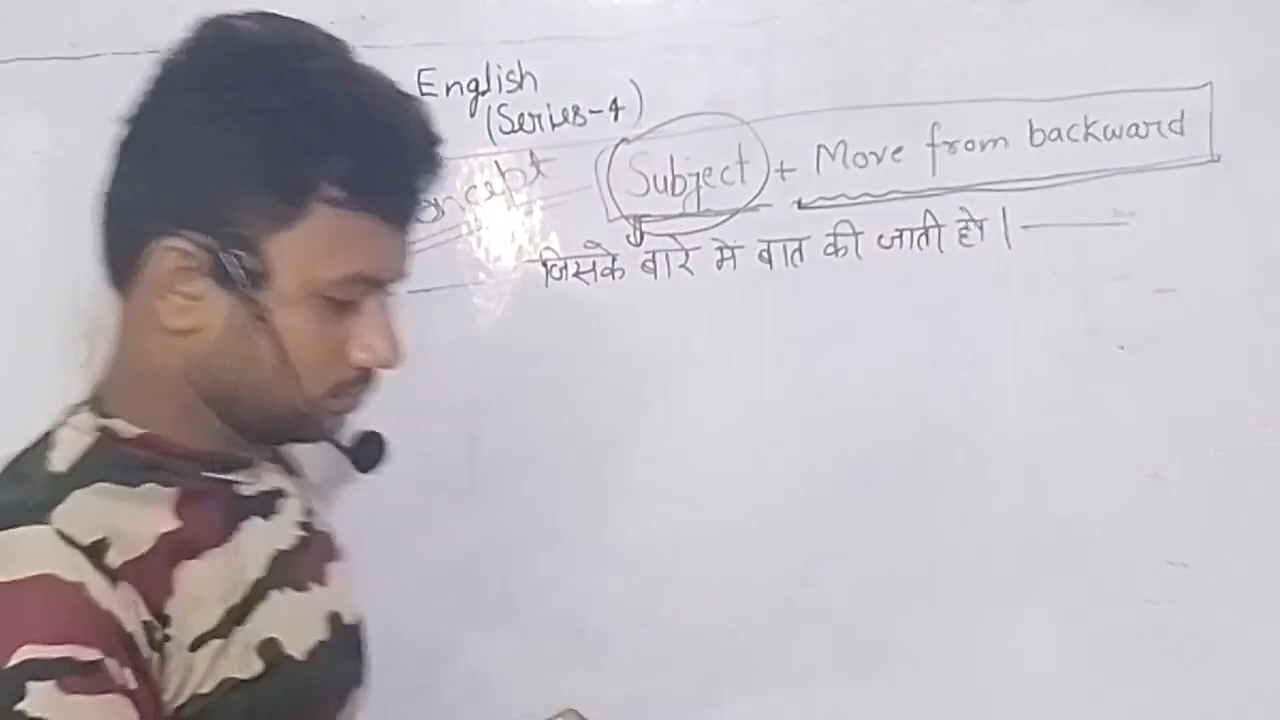 English
(Series-4)
Subject + Move from backward
जिसके बारे में बात की जाती हो।